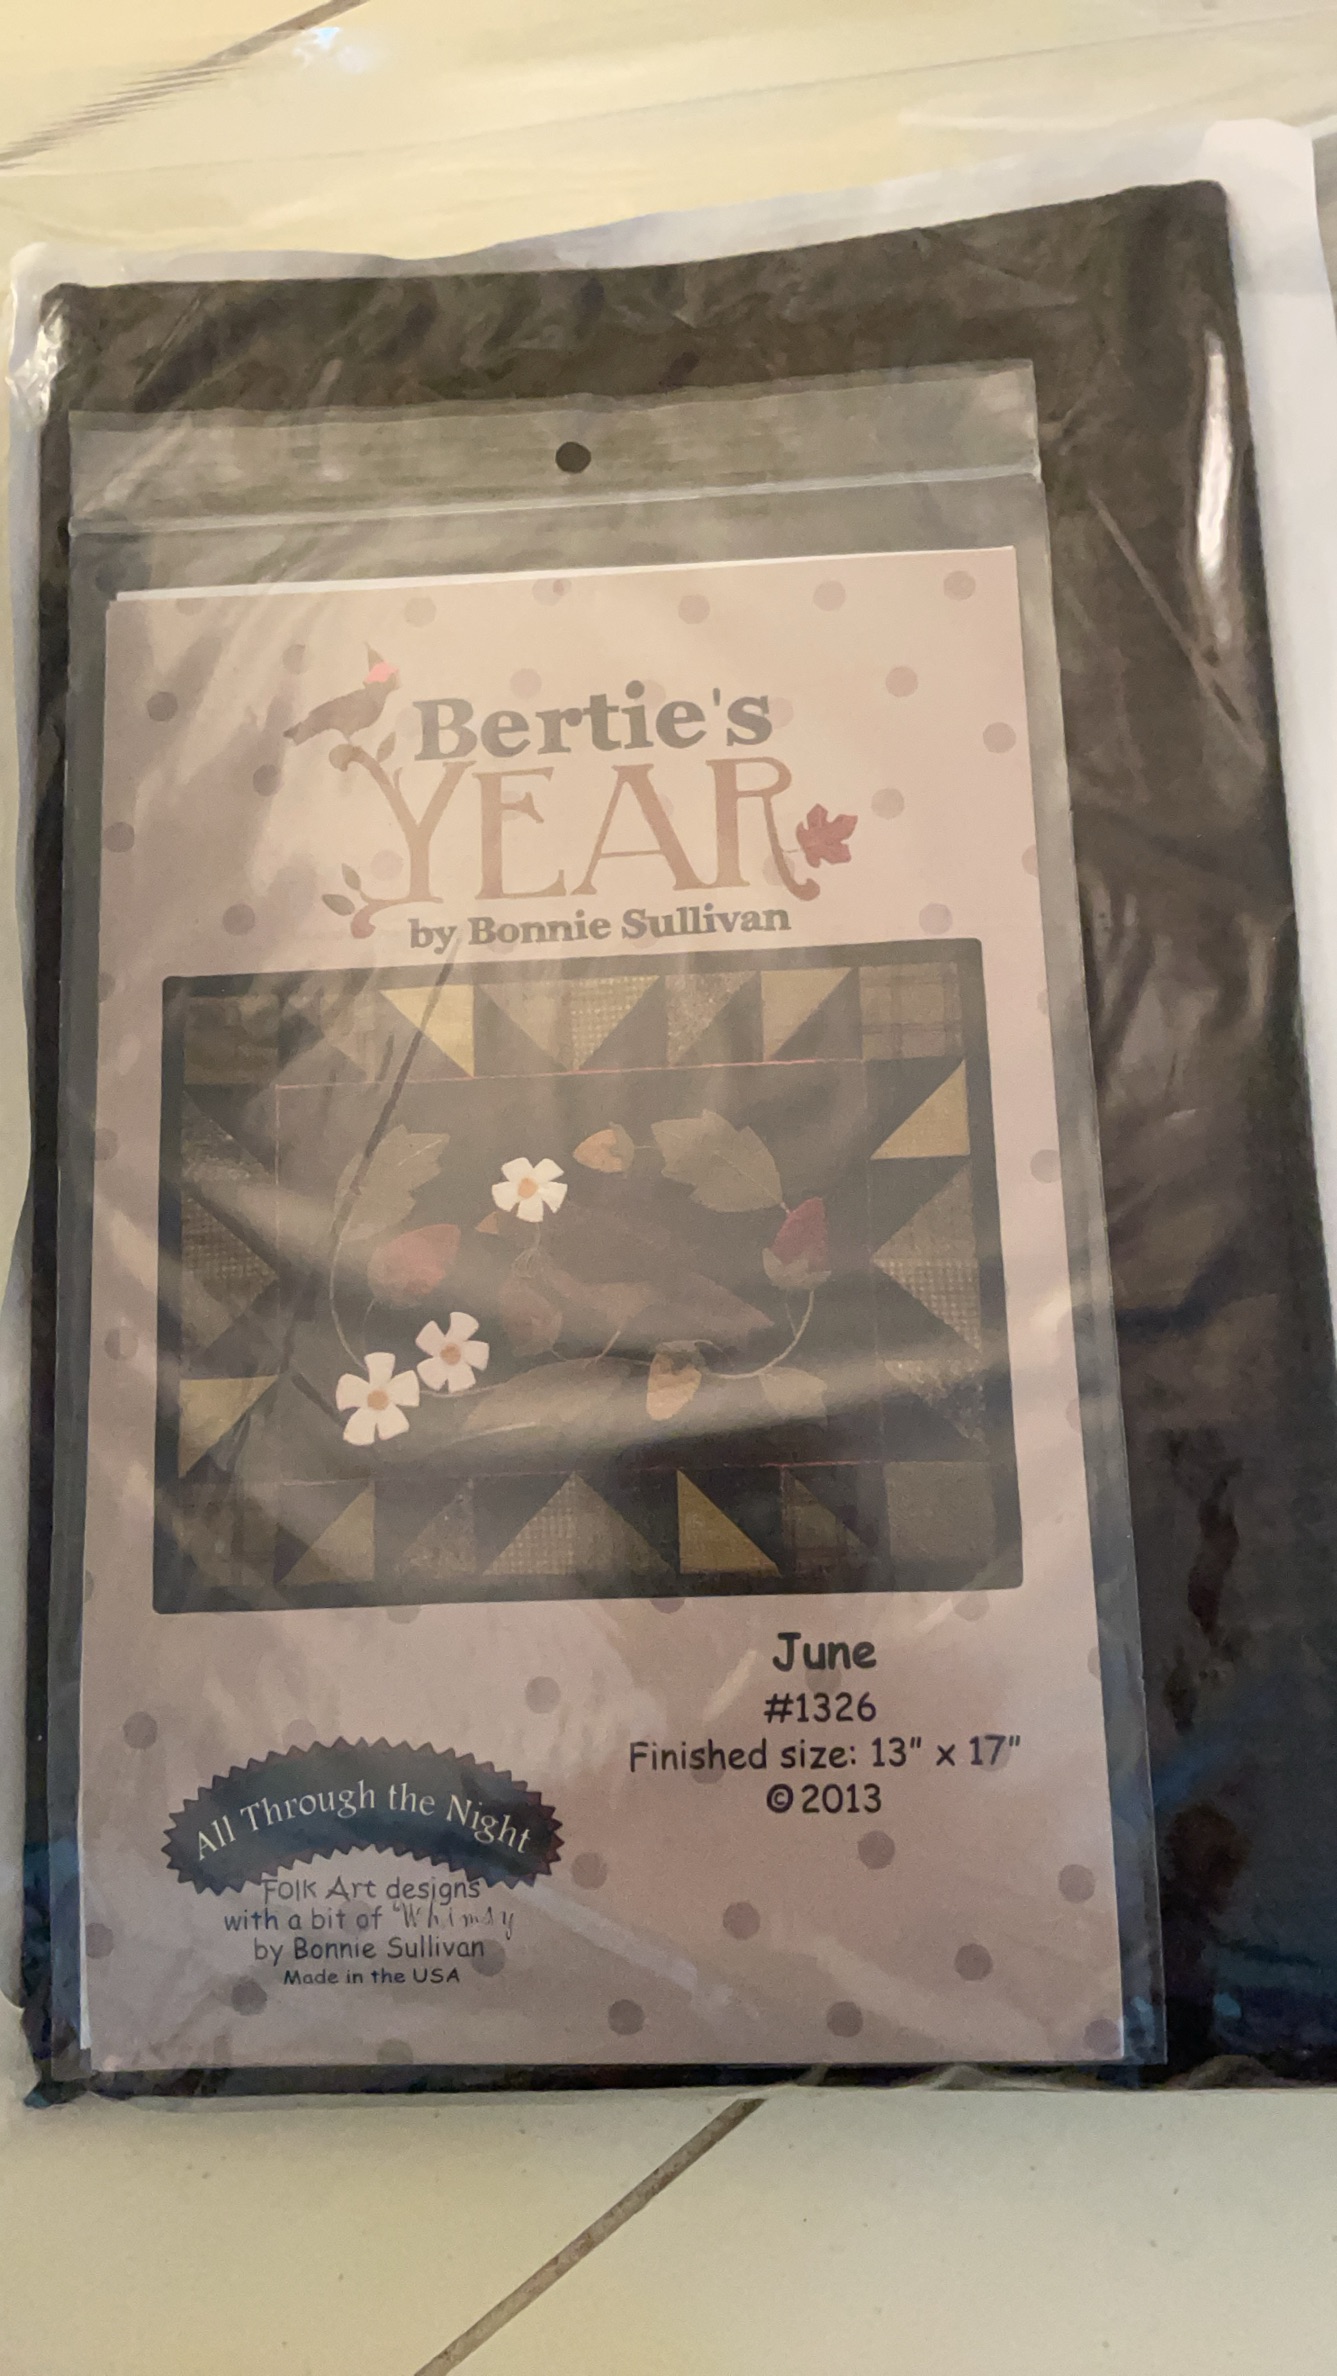 Bertie's
YEAR
by Bonnie Sullivan
June
#1326
Finished size: 13" x 17"
© 2013
All Through the Night
Folk Art designs
with a bit of "Whimsy
by Bonnie Sullivan
Made in the USA